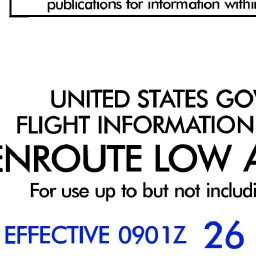 publications for information within
UNITED STATES GO
FLIGHT INFORMATION
ENROUTE LOW A
For use up to but not includi
EFFECTIVE 0901Z 26